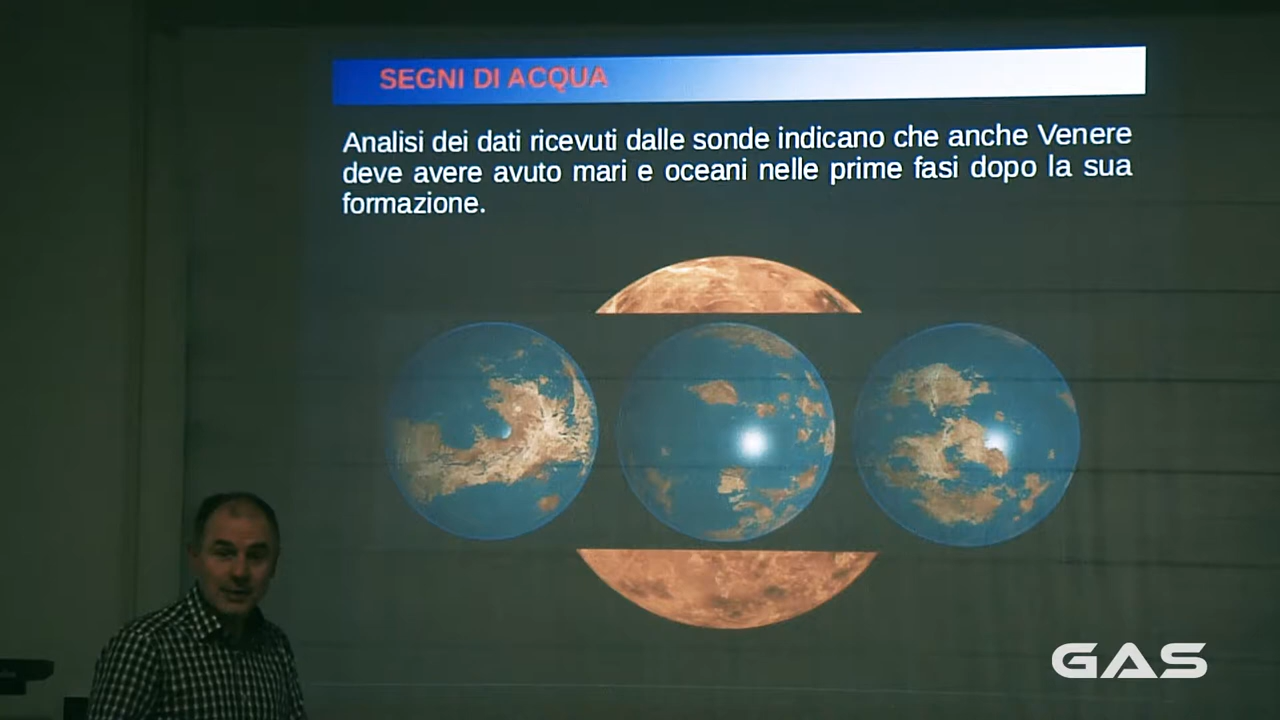 SEGNI DI ACQUA
Analisi dei dati ricevuti dalle sonde indicano che anche Venere
deve avere avuto mari e oceani nelle prime fasi dopo la sua
formazione.
GAS